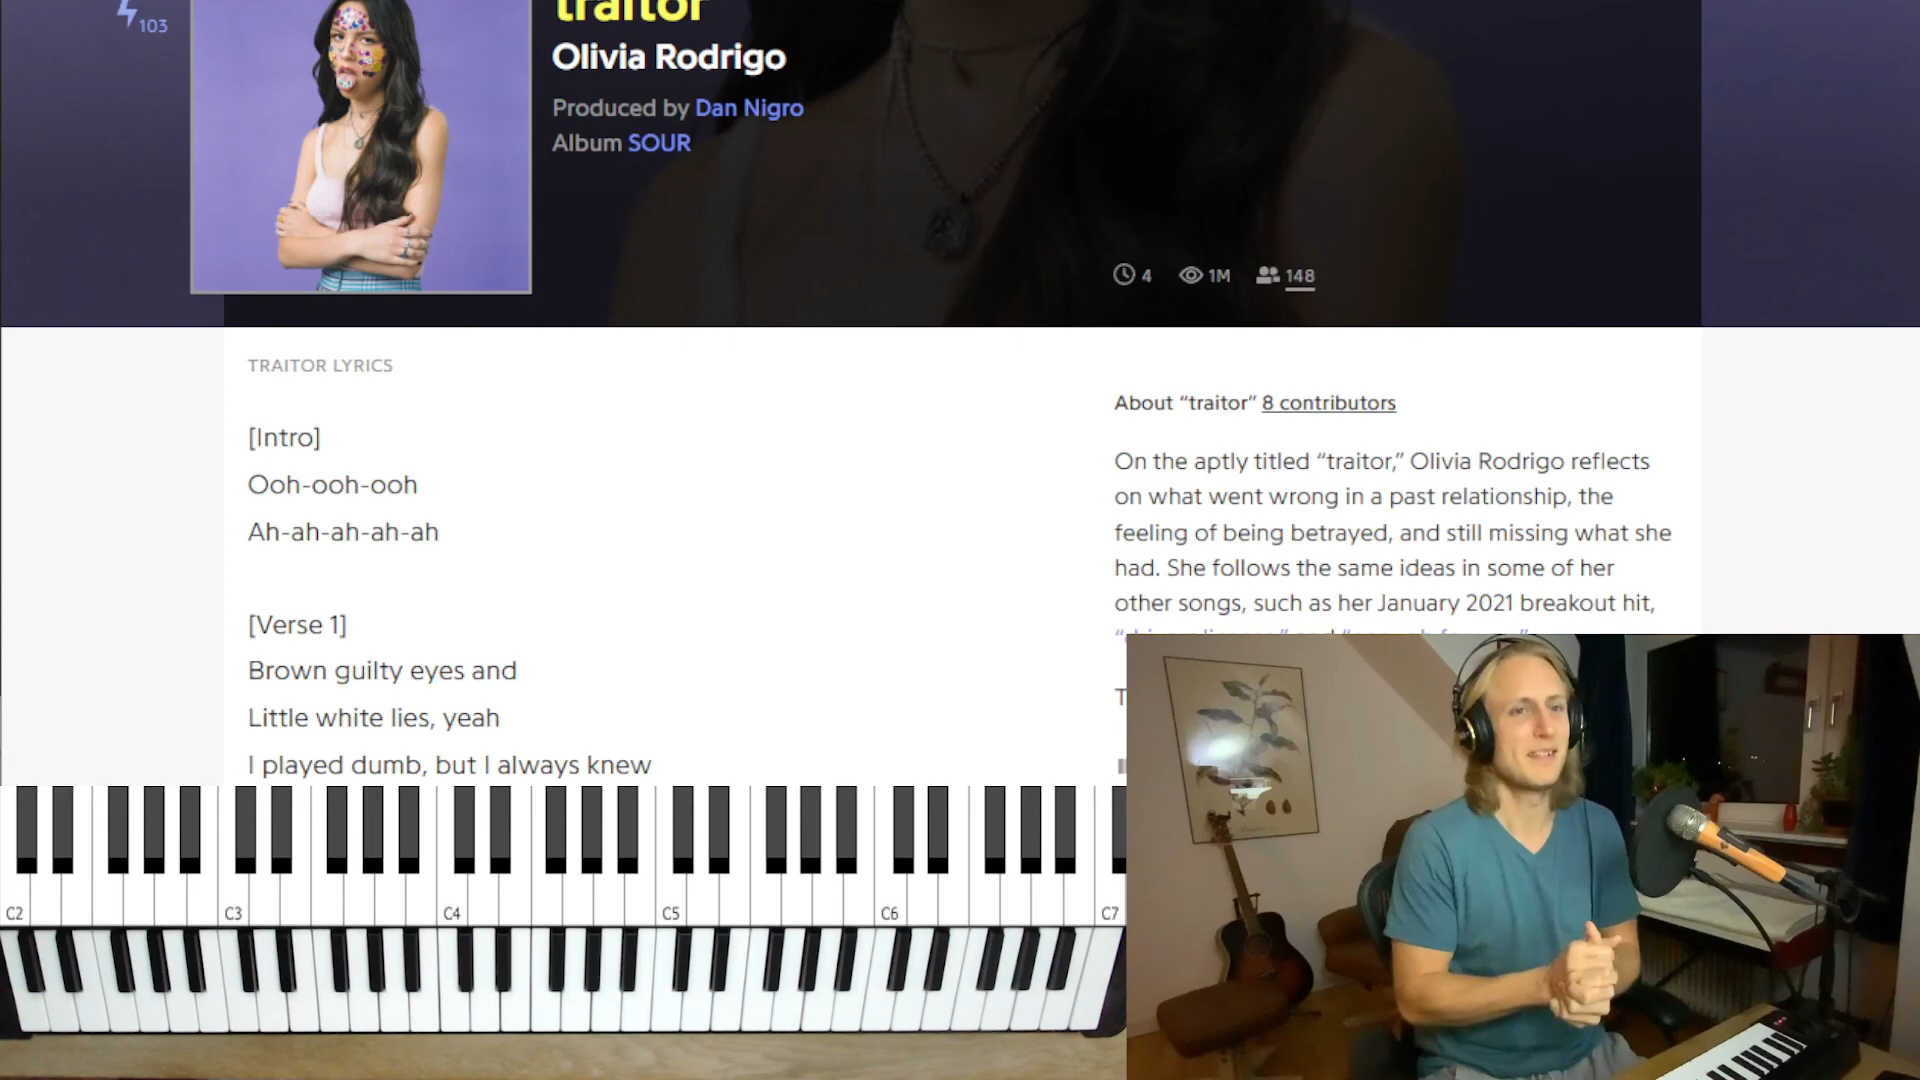 103
traitor
Olivia Rodrigo
Produced by Dan Nigro
Album SOUR
4 1M 148
TRAITOR LYRICS
[Intro]
Ooh-ooh-ooh
Ah-ah-ah-ah-ah
[Verse 1]
Brown guilty eyes and
Little white lies, yeah
I played dumb, but I always knew
About “traitor” 8 contributors
On the aptly titled “traitor,” Olivia Rodrigo reflects
on what went wrong in a past relationship, the
feeling of being betrayed, and still missing what she
had. She follows the same ideas in some of her
other songs, such as her January 2021 breakout hit,
C2 C3 C4 C5 C6 C7